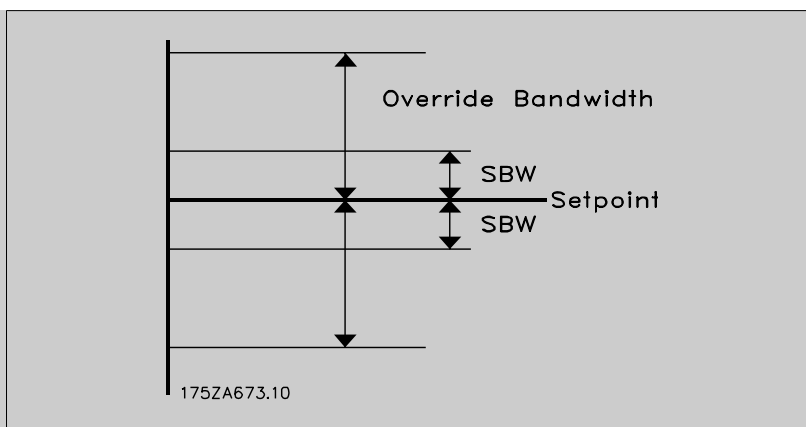 Override Bandwidth
SBW
Setpoint
SBW
175ZA673.10